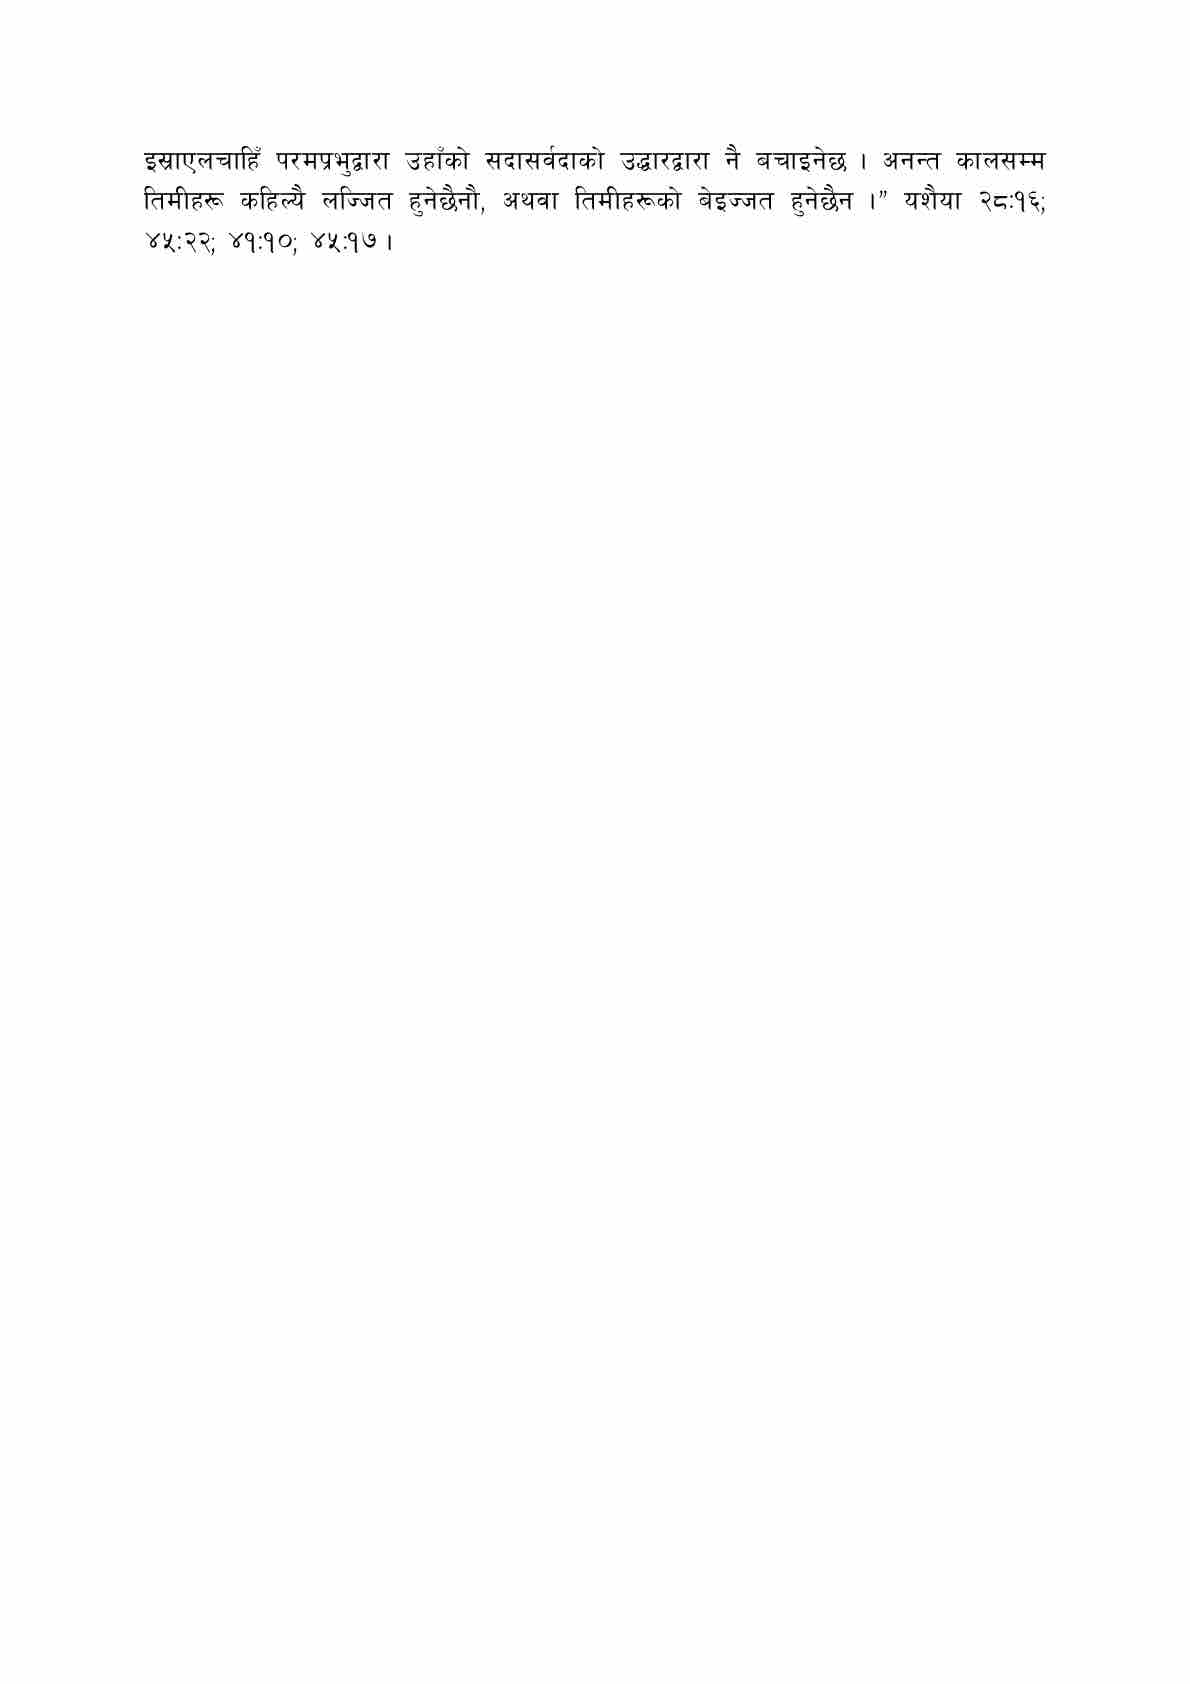 इस्राएलचाहिँ परमप्रभुद्वारा उहाँको सदासर्वदाको उद्धारद्वारा नै बचाइनेछ । अनन्त कालसम्म
तिमीहरू कहिल्यै लज्जित हुनेछैनौ, अथवा तिमीहरूको बेइज्जत हुनेछैन ।” यशैया २८:१६;
४५:२२; ४१:१०; ४५:१७ ।